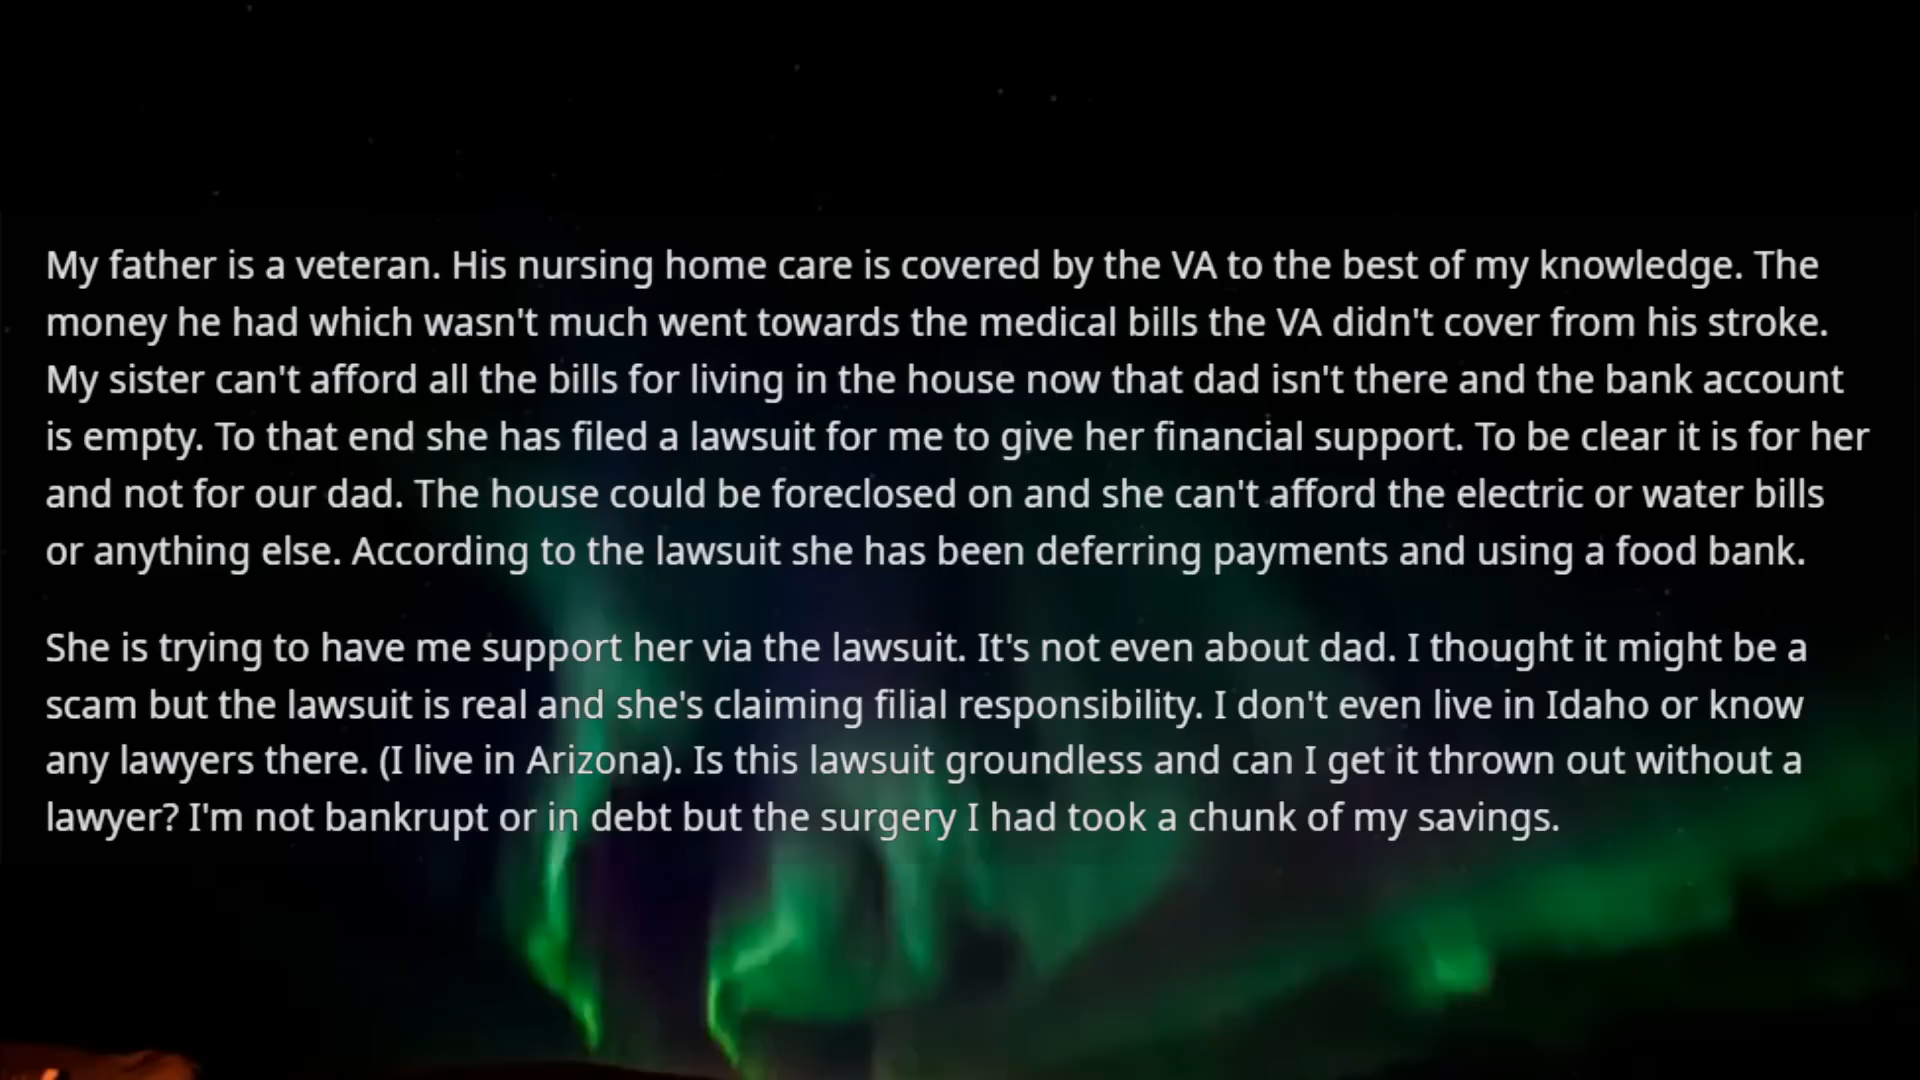 My father is a veteran. His nursing home care is covered by the VA to the best of my knowledge. The
money he had which wasn't much went towards the medical bills the VA didn't cover from his stroke.
My sister can't afford all the bills for living in the house now that dad isn't there and the bank account
is empty. To that end she has filed a lawsuit for me to give her financial support. To be clear it is for her
and not for our dad. The house could be foreclosed on and she can't afford the electric or water bills
or anything else. According to the lawsuit she has been deferring payments and using a food bank.
She is trying to have me support her via the lawsuit. It's not even about dad. I thought it might be a
scam but the lawsuit is real and she's claiming filial responsibility. I don't even live in Idaho or know
any lawyers there. (I live in Arizona). Is this lawsuit groundless and can I get it thrown out without a
lawyer? I'm not bankrupt or in debt but the surgery I had took a chunk of my savings.